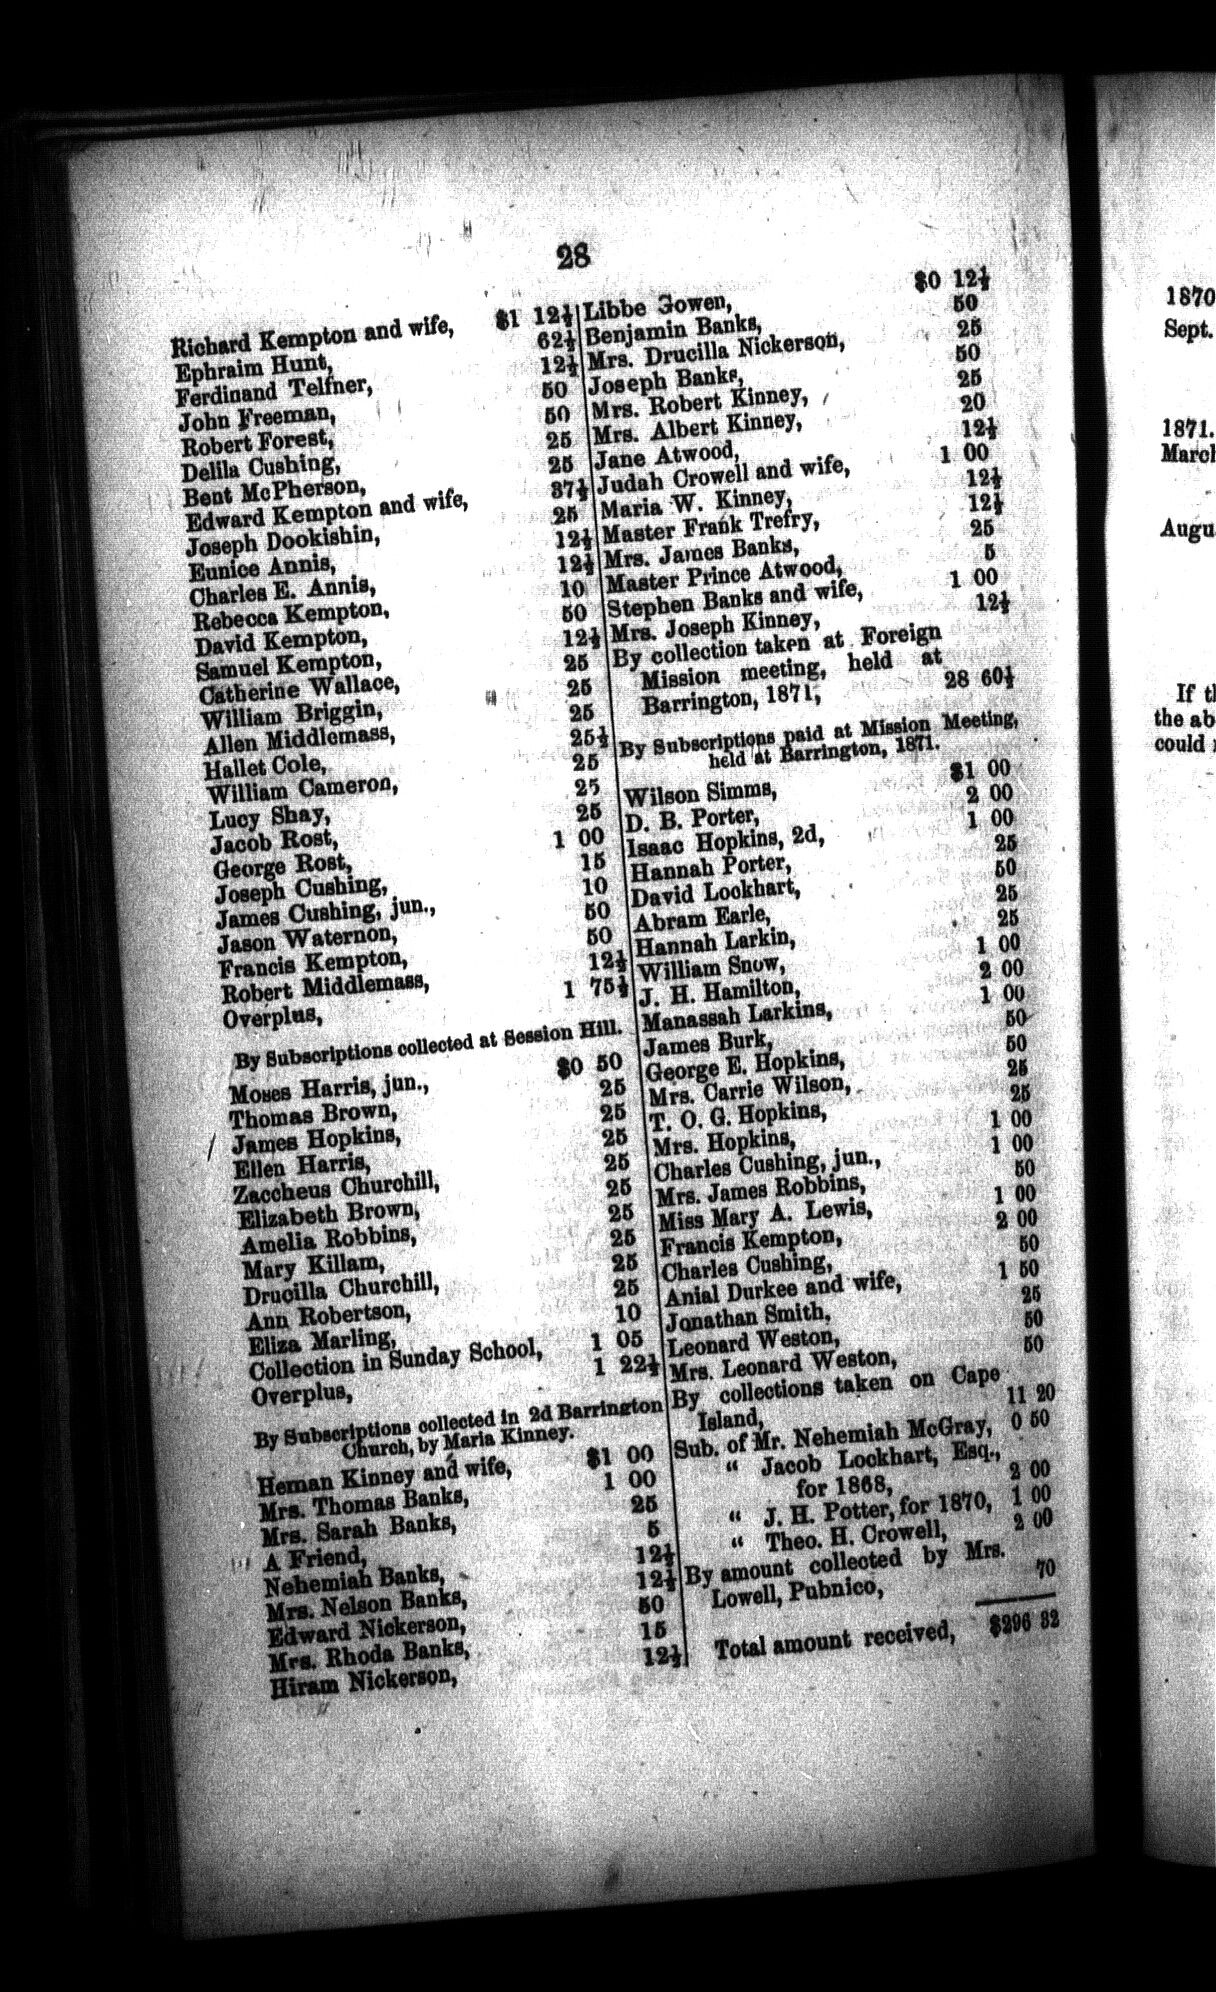 28
Richard Kempton and wife, $1 12½
Ephraim Hunt, 62½
Ferdinand Telfner, 12½
John Freeman, 50
Robert Forest, 50
Delila Cushing, 25
Bent McPherson, 25
Edward Kempton and wife, 37½
Joseph Dookishin, 25
Eunice Annis, 12½
Charles E. Annis, 12½
Rebecca Kempton, 10
David Kempton, 50
Samuel Kempton, 12½
Catherine Wallace, 25
William Briggin, 25
Allen Middlemass, 25
Hallet Cole, 25½
William Cameron, 25
Lucy Shay, 25
Jacob Rost, 25
George Rost, 1 00
Joseph Cushing, 15
James Cushing, jun., 10
Jason Waternon, 50
Francis Kempton, 50
Robert Middlemass, 12½
Overplus, 1 75½
By Subscriptions collected at Session Hill.
Moses Harris, jun., $0 50
Thomas Brown, 25
James Hopkins, 25
Ellen Harris, 25
Zaccheus Churchill, 25
Elizabeth Brown, 25
Amelia Robbins, 25
Mary Killam, 25
Drucilla Churchill, 25
Ann Robertson, 25
Eliza Marling, 10
Collection in Sunday School, 1 05
Overplus, 1 22½
By Subscriptions collected in 2d Barrington
Church, by Maria Kinney.
Heman Kinney and wife, $1 00
Mrs. Thomas Banks, 1 00
Mrs. Sarah Banks, 25
A Friend, 5
Nehemiah Banks, 12½
Mrs. Nelson Banks, 12½
Edward Nickerson, 50
Mrs. Rhoda Banks, 15
Hiram Nickerson, 12½
Libbe Gowen, $0 12½
Benjamin Banks, 50
Mrs. Drucilla Nickerson, 25
Joseph Banks, 50
Mrs. Robert Kinney, 25
Mrs. Albert Kinney, 20
Jane Atwood, 12½
Judah Crowell and wife, 1 00
Maria W. Kinney, 12½
Master Frank Trefry, 12½
Mrs. James Banks, 25
Master Prince Atwood, 5
Stephen Banks and wife, 1 00
Mrs. Joseph Kinney, 12½
By collection taken at Foreign
Mission meeting, held at
Barrington, 1871, 28 60½
By Subscriptions paid at Mission Meeting,
held at Barrington, 1871.
Wilson Simms, $1 00
D. B. Porter, 2 00
Isaac Hopkins, 2d, 1 00
Hannah Porter, 25
David Lockhart, 50
Abram Earle, 25
Hannah Larkin, 25
William Snow, 1 00
J. H. Hamilton, 2 00
Manassah Larkins, 1 00
James Burk, 50
George E. Hopkins, 50
Mrs. Carrie Wilson, 25
T. O. G. Hopkins, 25
Mrs. Hopkins, 1 00
Charles Cushing, jun., 1 00
Mrs. James Robbins, 50
Miss Mary A. Lewis, 1 00
Francis Kempton, 2 00
Charles Cushing, 50
Anial Durkee and wife, 1 50
Jonathan Smith, 25
Leonard Weston, 50
Mrs. Leonard Weston, 50
By collections taken on Cape
Island, 11 20
Sub. of Mr. Nehemiah McGray, 0 50
" Jacob Lockhart, Esq.,
for 1868, 2 00
" J. H. Potter, for 1870, 1 00
" Theo. H. Crowell, 2 00
By amount collected by Mrs.
Lowell, Pubnico, 70
Total amount received, $296 82
1870
Sept.
1871.
March
Augu
If th
the ab
could